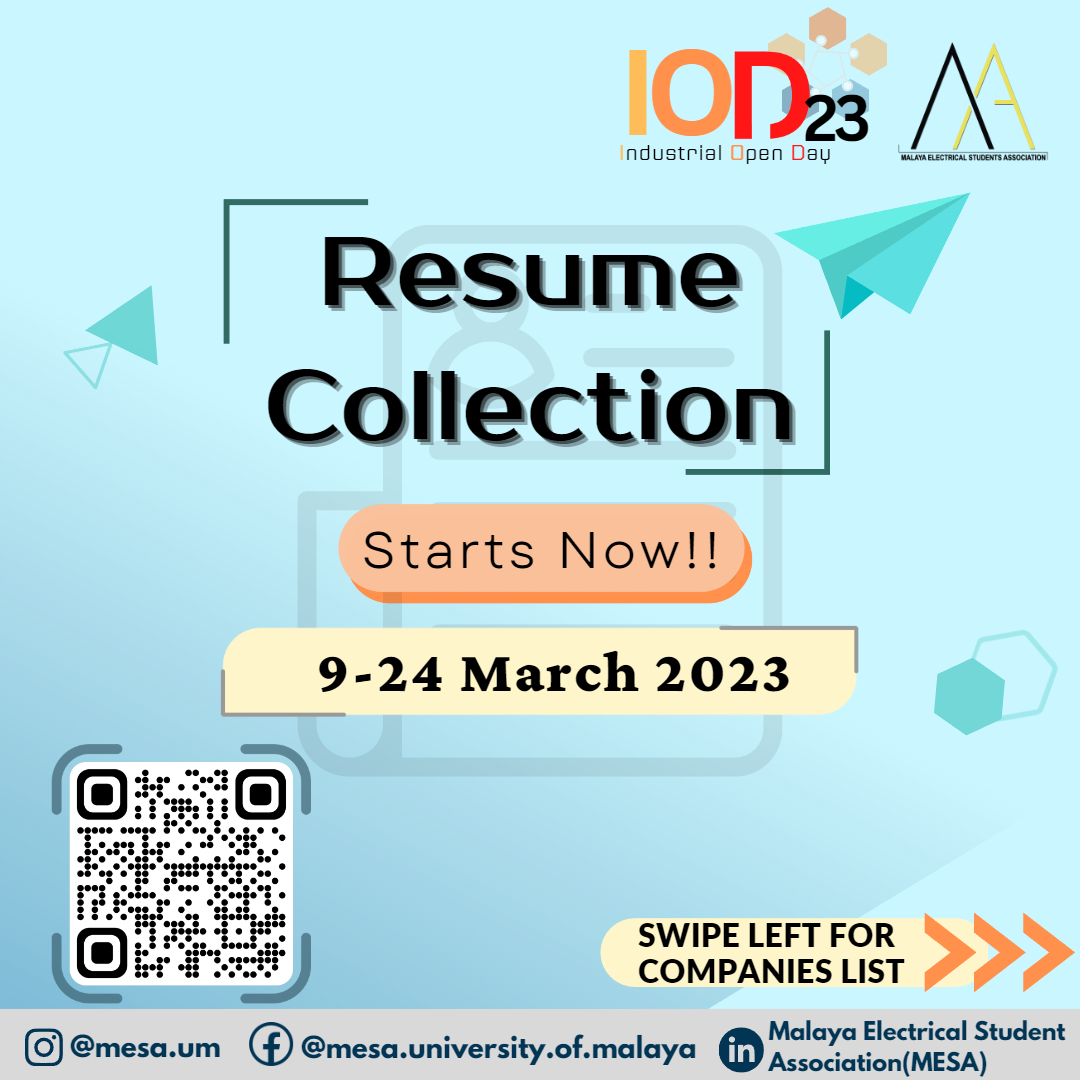 IOD23
Industrial Open Day
MALAYA ELECTRICAL STUDENTS ASSOCIATION
Resume
Collection
Starts Now!!
9-24 March 2023
SWIPE LEFT FOR
COMPANIES LIST
@mesa.um
@mesa.university.of.malaya
in
Malaya Electrical Student
Association(MESA)